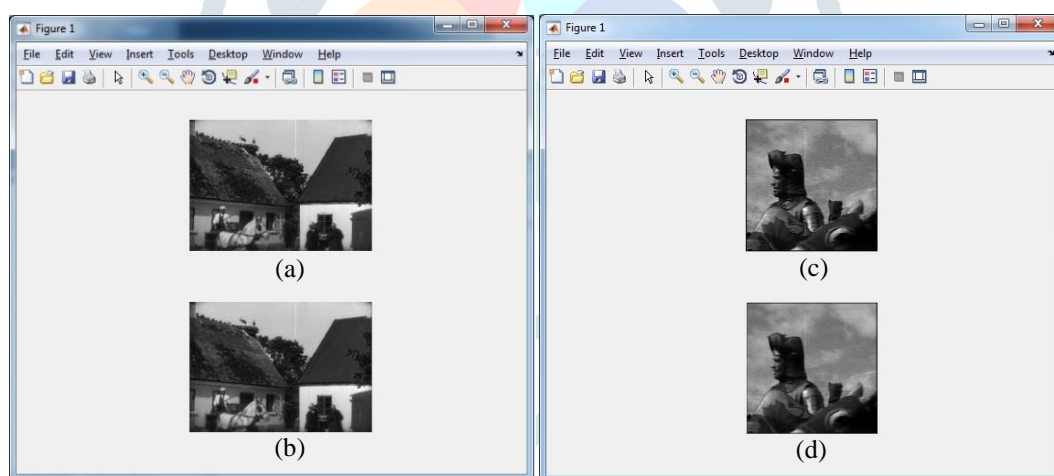 Figure 1
File Edit View Insert Tools Desktop Window Help
(a)
(b)
Figure 1
File Edit View Insert Tools Desktop Window Help
(c)
(d)